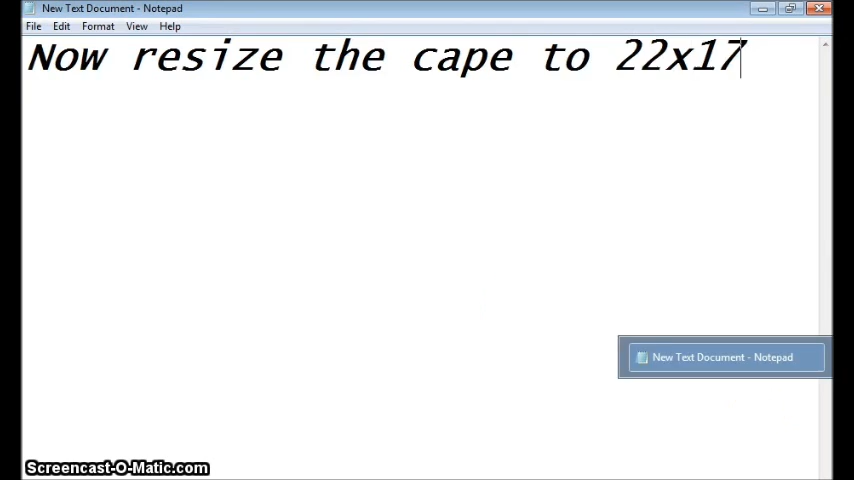 New Text Document - Notepad
File Edit Format View Help
Now resize the cape to 22x17
New Text Document - Notepad
Screencast-O-Matic.com